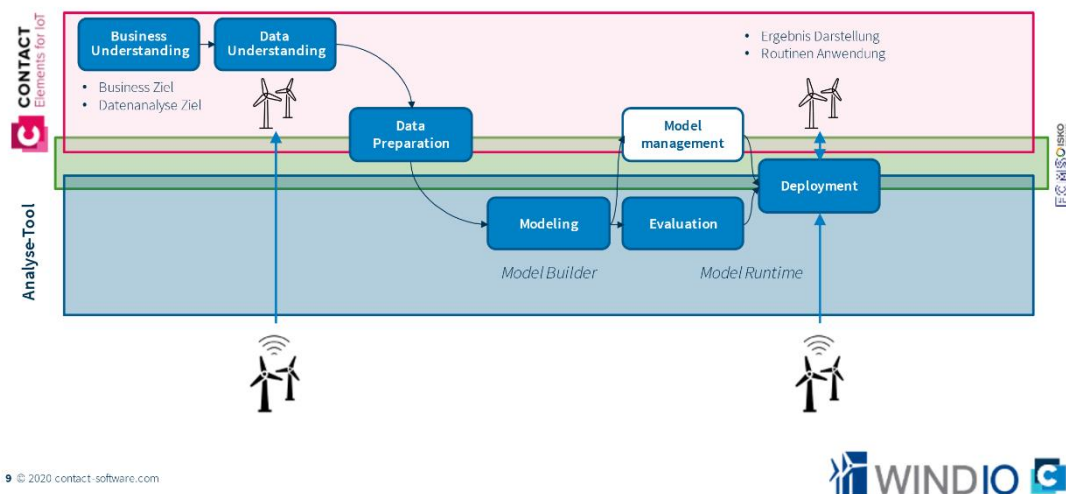 CONTACT
Elements for IoT
Business
Understanding
Data
Understanding
• Business Ziel
• Datenanalyse Ziel
• Ergebnis Darstellung
• Routinen Anwendung
Data
Preparation
Model
management
Deployment
Modeling
Evaluation
Model Builder
Model Runtime
Analyse-Tool
9 © 2020 contact-software.com
WINDIO